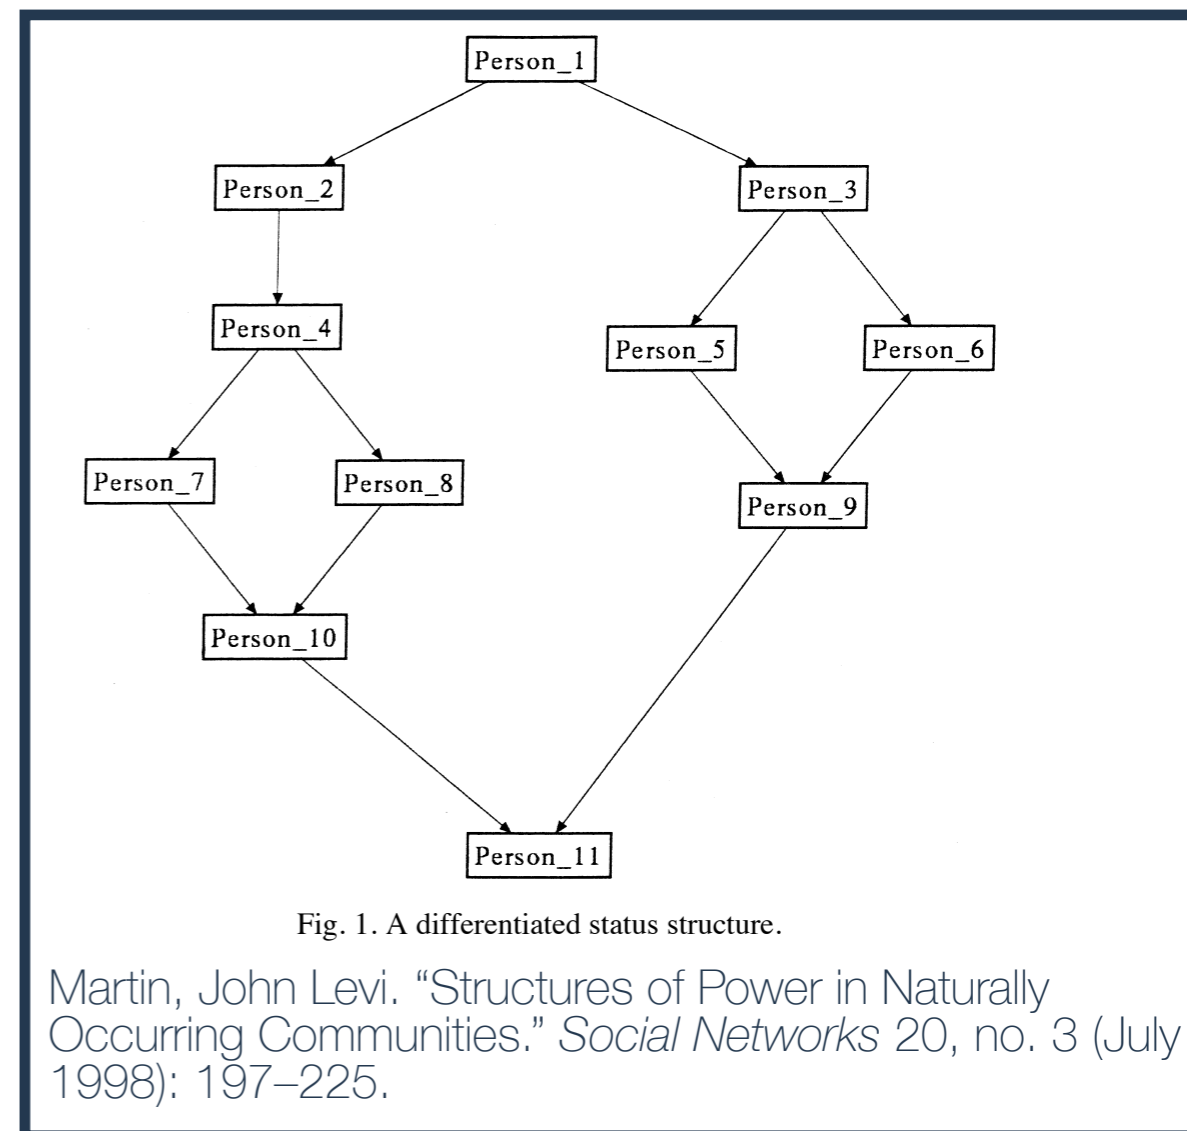 Person_1
Person_2
Person_3
Person_4
Person_5
Person_6
Person_7
Person_8
Person_9
Person_10
Person_11
Fig. 1. A differentiated status structure.
Martin, John Levi. “Structures of Power in Naturally
Occurring Communities.” Social Networks 20, no. 3 (July
1998): 197–225.